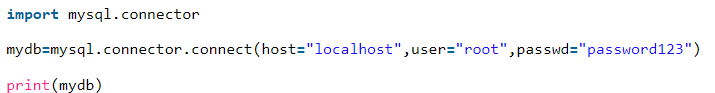 import mysql.connector
mydb=mysql.connector.connect(host="localhost",user="root",passwd="password123")
print(mydb)